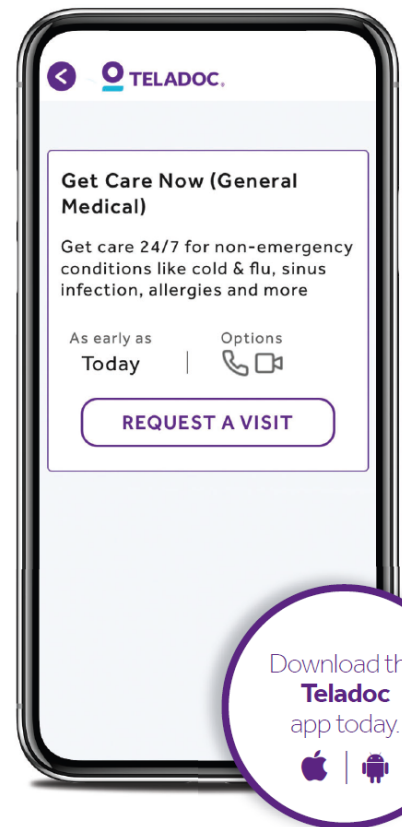 TELADOC.
Get Care Now (General
Medical)
Get care 24/7 for non-emergency
conditions like cold & flu, sinus
infection, allergies and more
As early as
Options
Today
REQUEST A VISIT
Download th
Teladoc
app today.